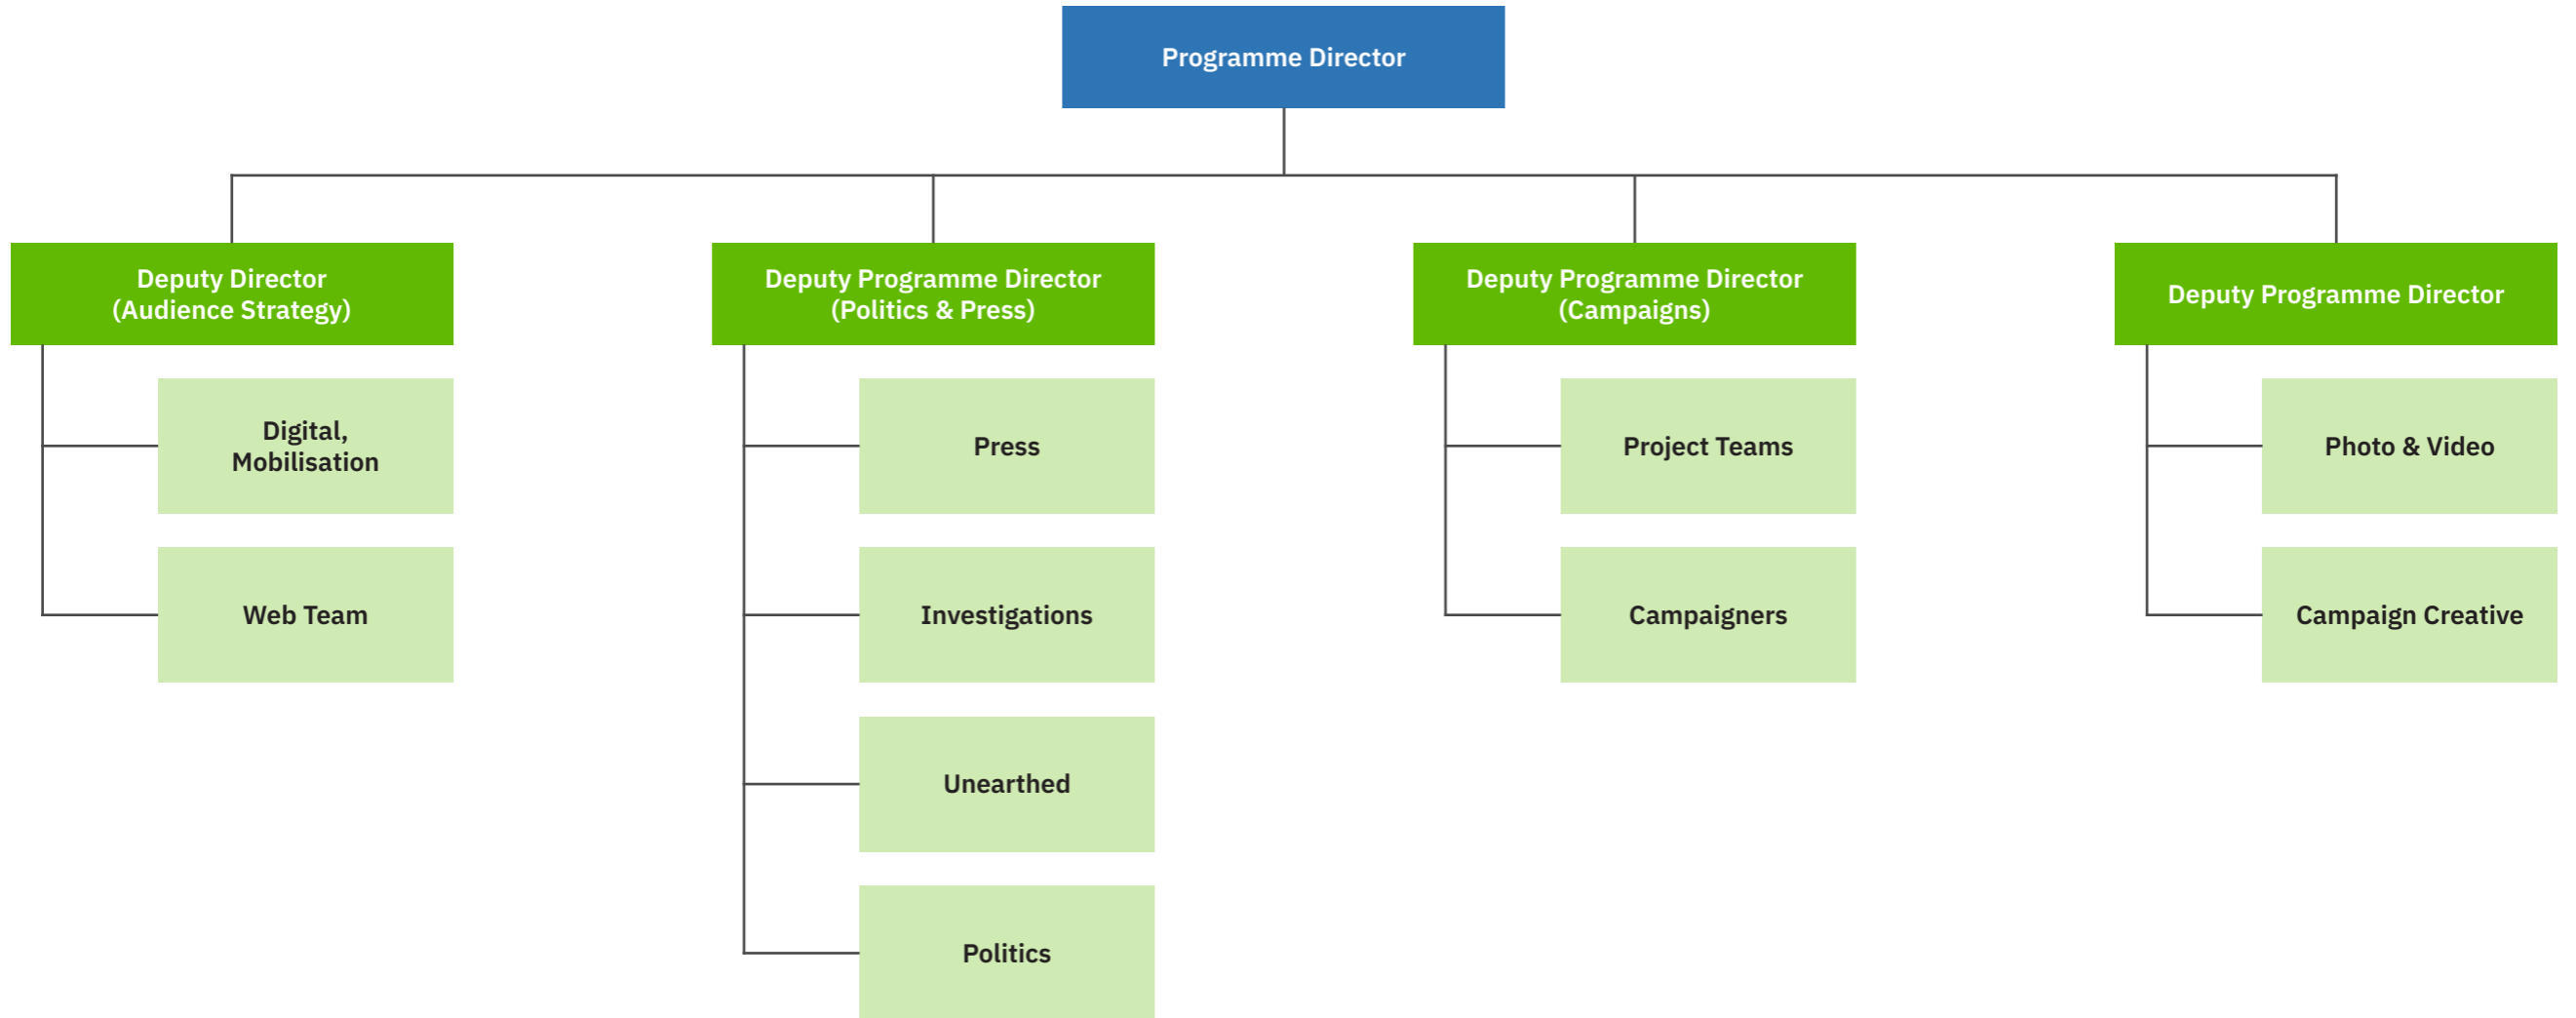 Programme Director
Deputy Director
(Audience Strategy)
Deputy Programme Director
(Politics & Press)
Deputy Programme Director
(Campaigns)
Deputy Programme Director
Digital,
Mobilisation
Web Team
Press
Investigations
Unearthed
Politics
Project Teams
Campaigners
Photo & Video
Campaign Creative